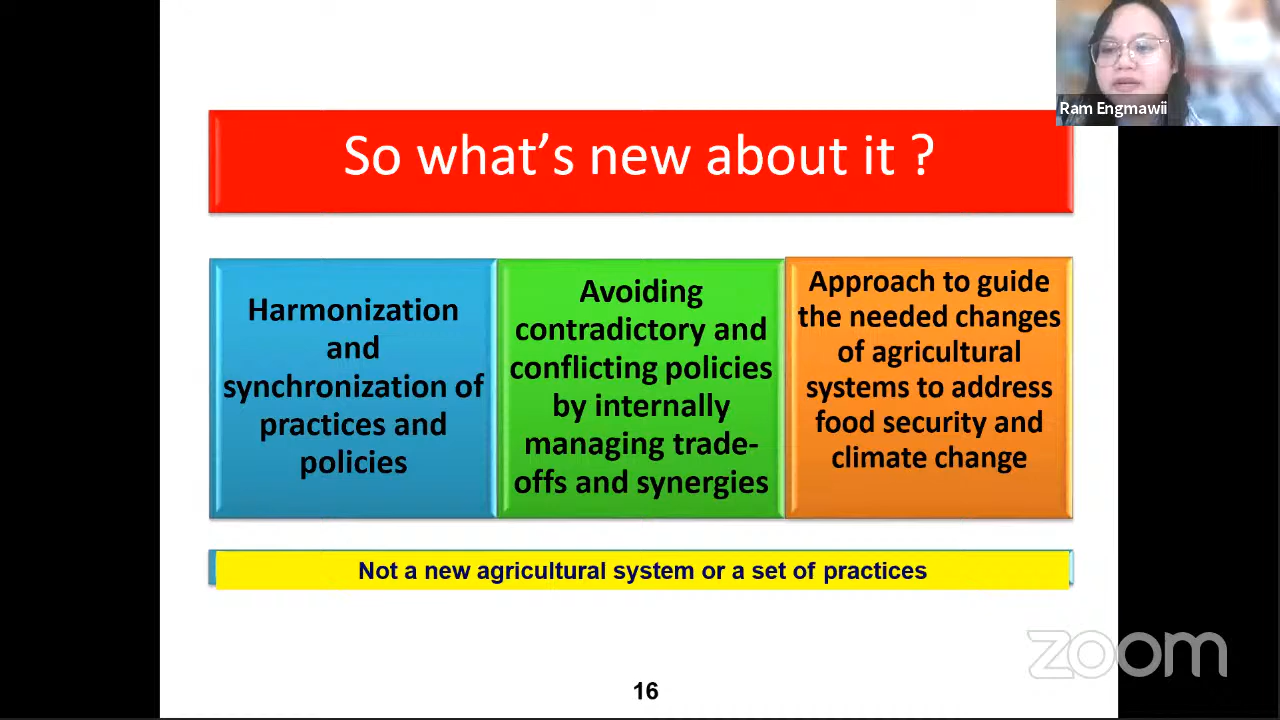 Ram Engmawii
So what's new about it ?
Harmonization
and
synchronization of
practices and
policies
Avoiding
contradictory and
conflicting policies
by internally
managing trade-
offs and synergies
Approach to guide
the needed changes
of agricultural
systems to address
food security and
climate change
Not a new agricultural system or a set of practices
zoom
16